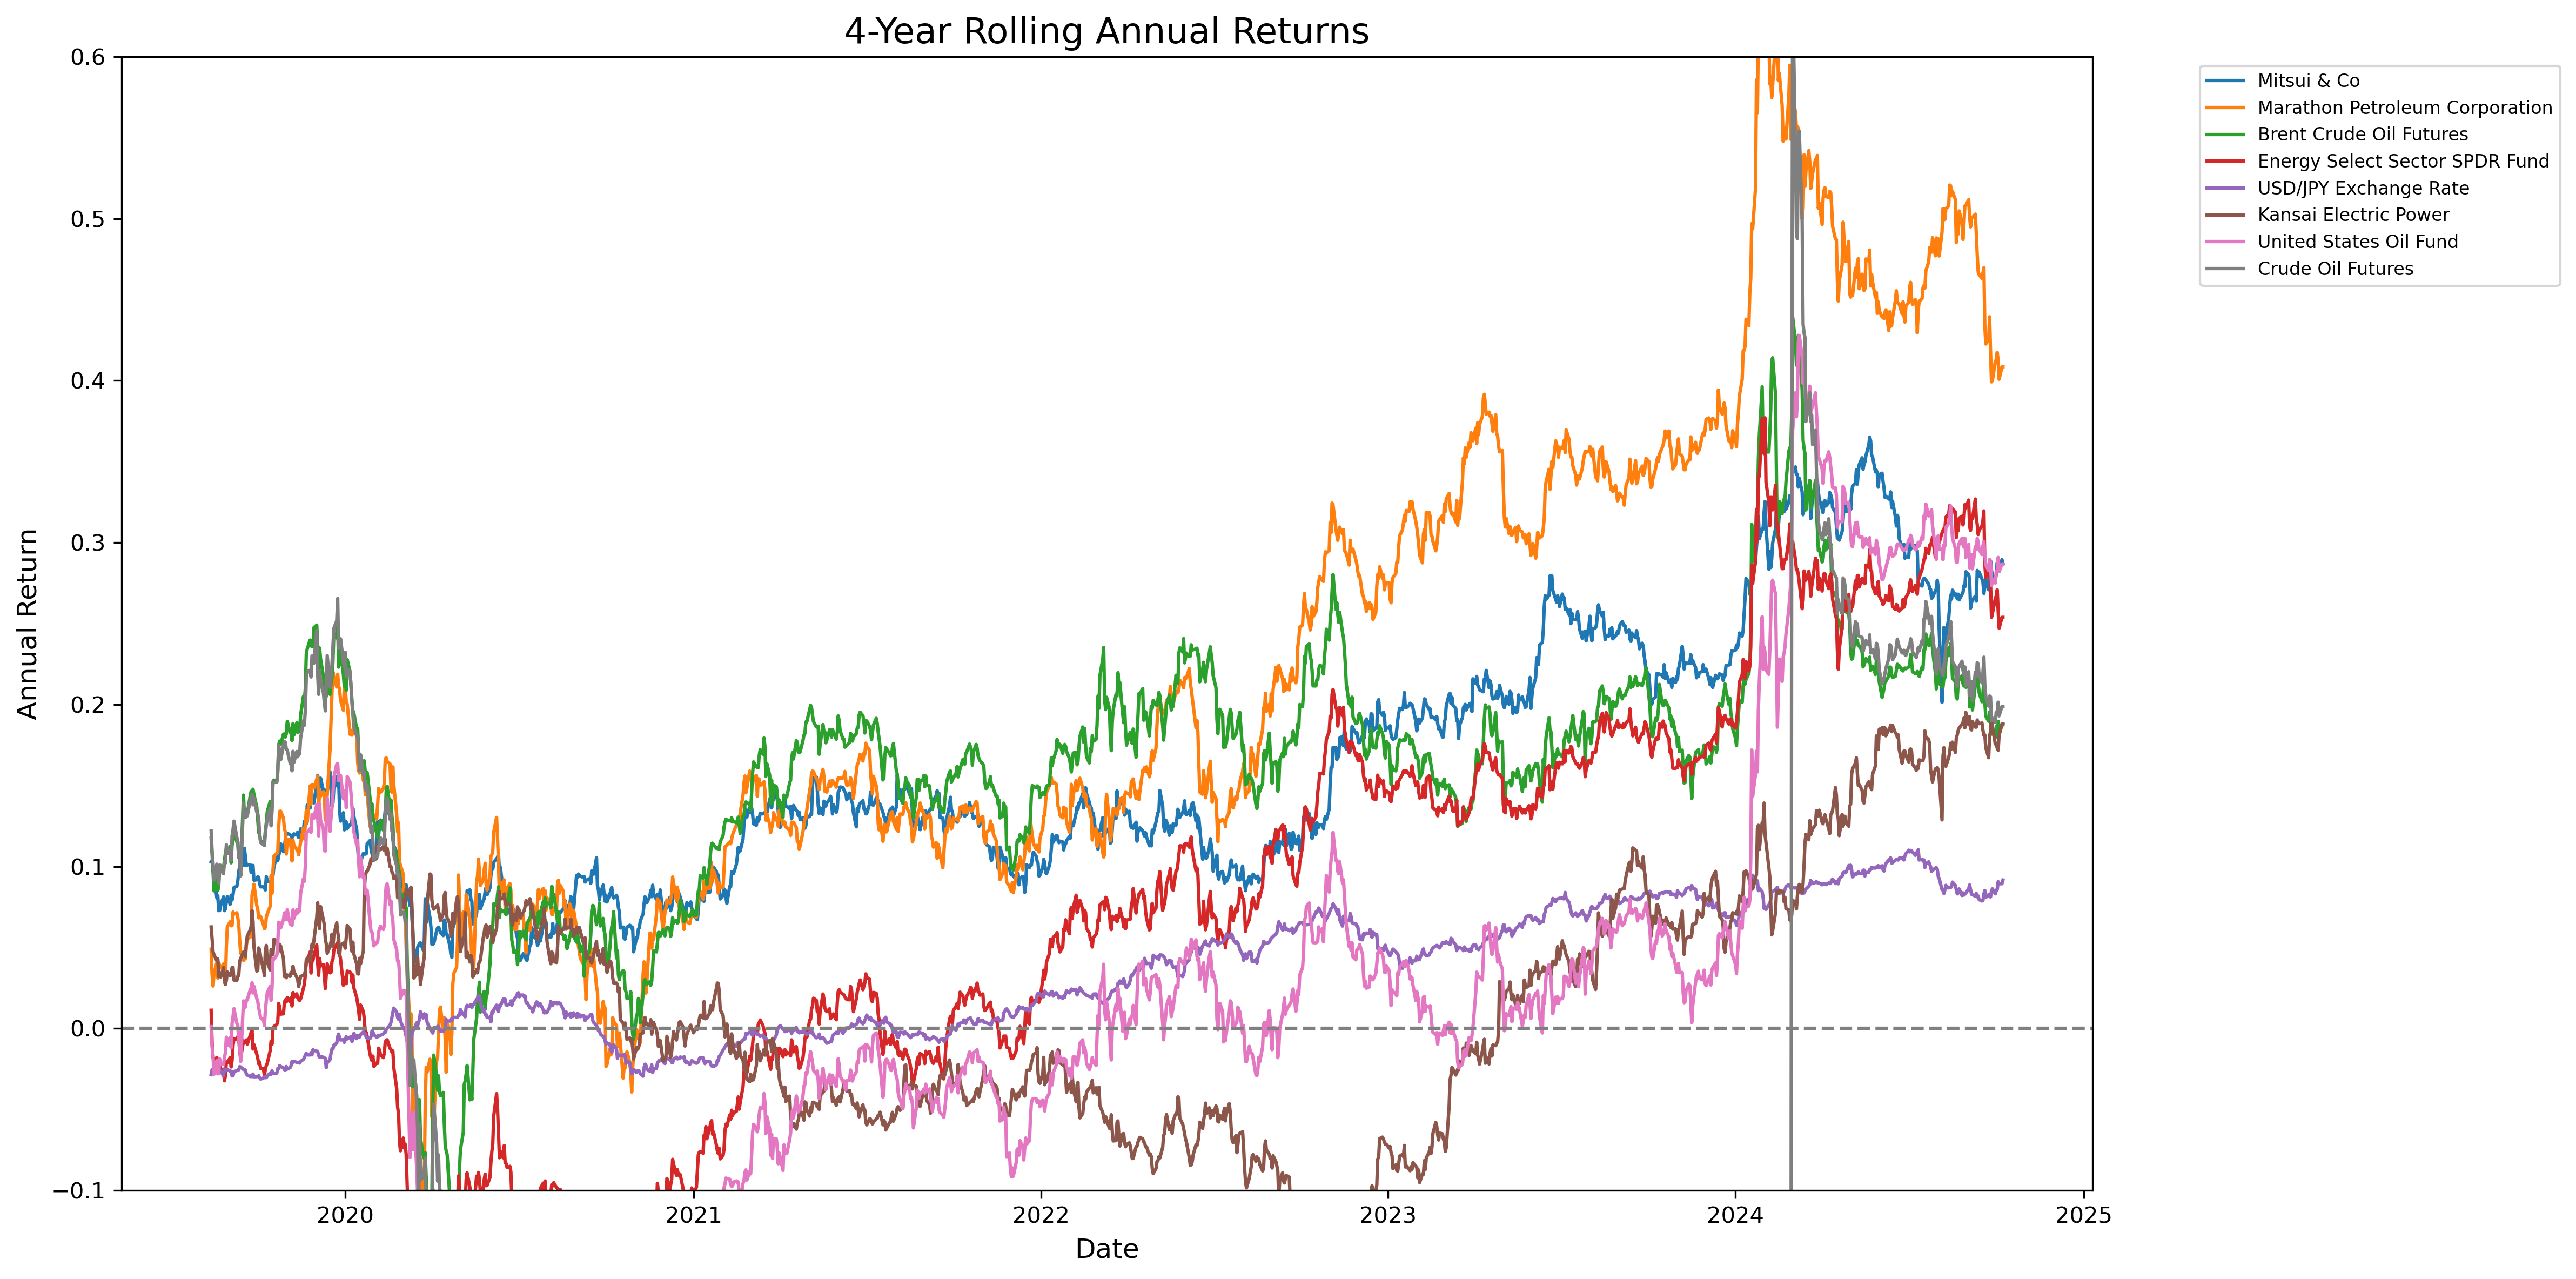 4-Year Rolling Annual Returns
0.6
0.5
0.4
0.3
0.2
0.1
0.0
−0.1
Annual Return
2020
2021
2022
2023
2024
2025
Date
Mitsui & Co
Marathon Petroleum Corporation
Brent Crude Oil Futures
Energy Select Sector SPDR Fund
USD/JPY Exchange Rate
Kansai Electric Power
United States Oil Fund
Crude Oil Futures